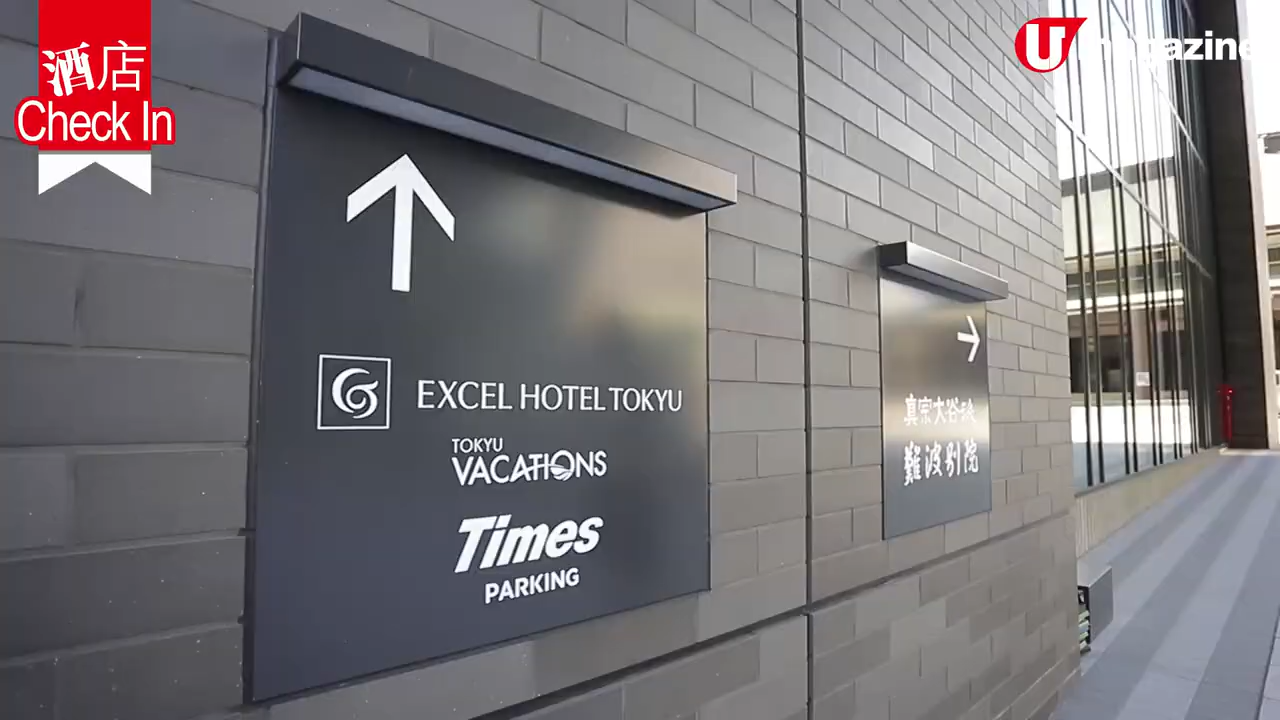 酒店
Check In
U magazine
EXCEL HOTEL TOKYU
TOKYU
VACATIONS
Times
PARKING
真宗大谷派
難波別院